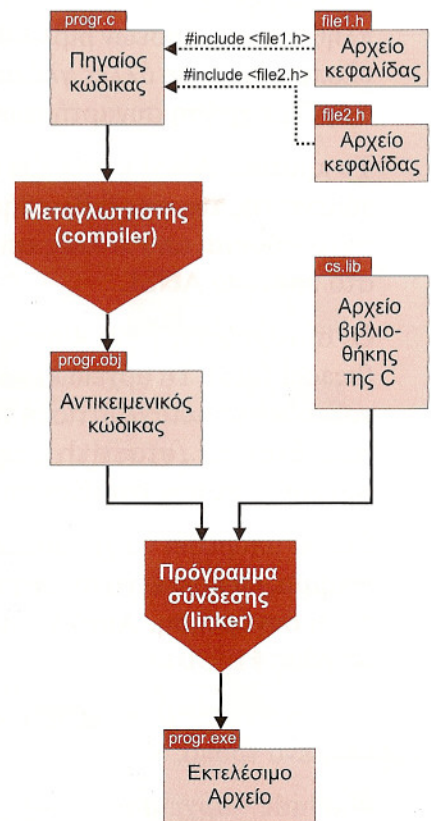 progr.c
Πηγαίος
κώδικας
#include <file1.h>
#include <file2.h>
file1.h
Αρχείο
κεφαλίδας
file2.h
Αρχείο
κεφαλίδας
Μεταγλωττιστής
(compiler)
cs.lib
Αρχείο
βιβλιο-
θήκης
της C
progr.obj
Αντικειμενικός
κώδικας
Πρόγραμμα
σύνδεσης
(linker)
progr.exe
Εκτελέσιμο
Αρχείο